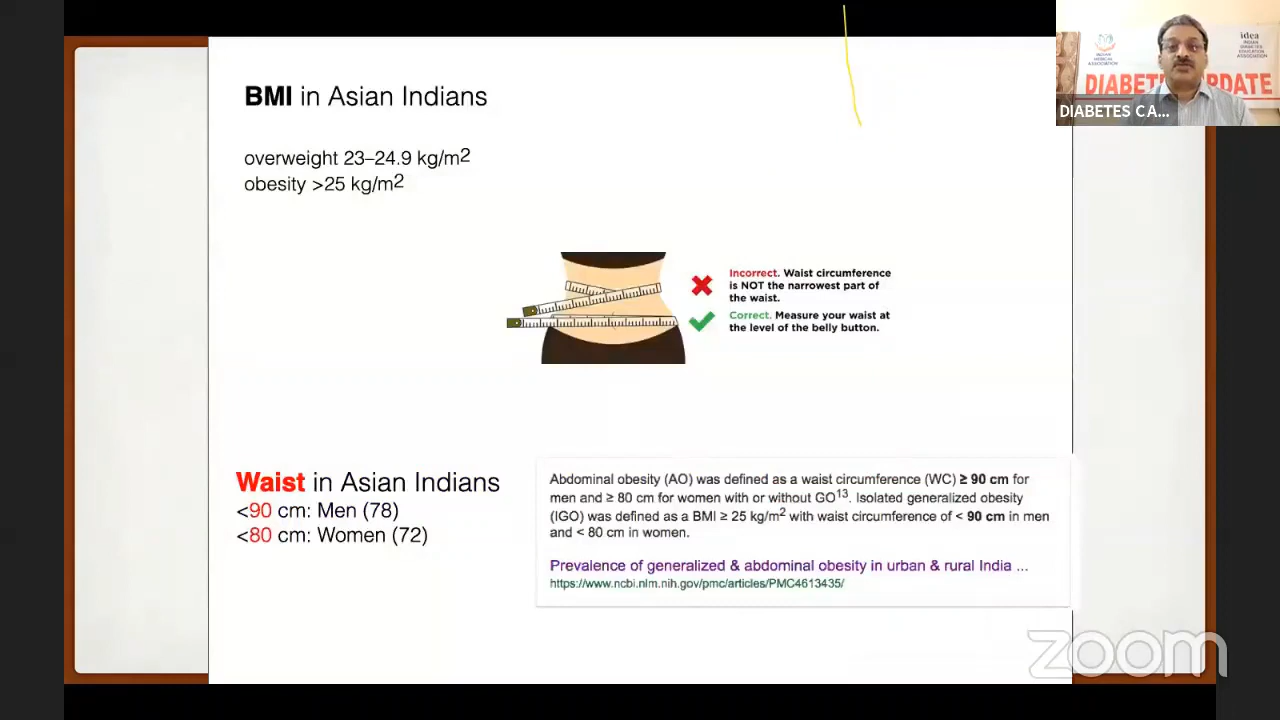 BMI in Asian Indians
overweight 23–24.9 kg/m2
obesity >25 kg/m2
Incorrect. Waist circumference
is NOT the narrowest part of
the waist.
Correct. Measure your waist at
the level of the belly button.
Waist in Asian Indians
<90 cm: Men (78)
<80 cm: Women (72)
Abdominal obesity (AO) was defined as a waist circumference (WC) ≥ 90 cm for
men and ≥ 80 cm for women with or without GO13. Isolated generalized obesity
(IGO) was defined as a BMI ≥ 25 kg/m2 with waist circumference of < 90 cm in men
and < 80 cm in women.
Prevalence of generalized & abdominal obesity in urban & rural India ...
https://www.ncbi.nlm.nih.gov/pmc/articles/PMC4613435/
INDIAN
MEDICAL
ASSOCIATION
idea
INDIAN
DIABETES
EDUCATION
ASSOCIATION
DIABETES CA...
zoom